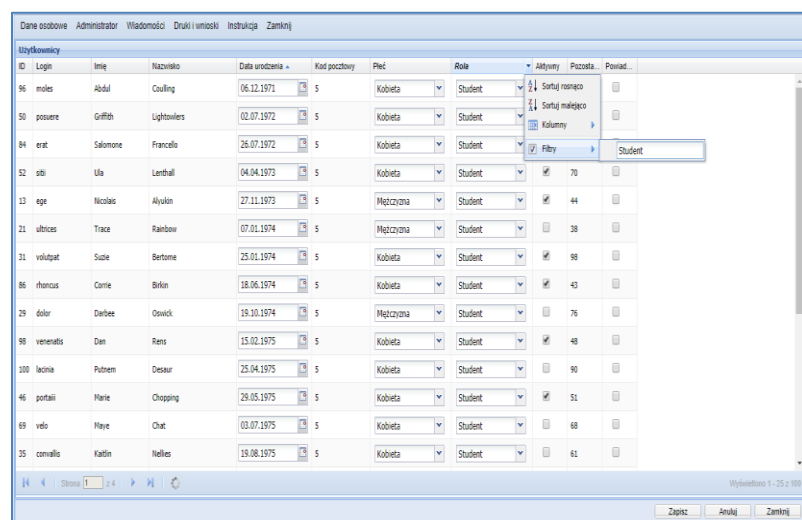 Dane osobowe Administrator Wiadomości Druki i wnioski Instrukcja Zamknij
Użytkownicy
ID Login Imię Nazwisko Data urodzenia Kod pocztowy Płeć Role Aktywny Pozosta... Powiad...
96 moles Abdul Coulling 06.12.1971 5 Kobieta Student Sortuj rosnąco
Sortuj malejąco
50 posuere Griffith Lightowlers 02.07.1972 5 Kobieta Student Kolumny
84 erat Salomone Francello 26.07.1972 5 Kobieta Student Filtry Student
52 sitii Ula Lenthall 04.04.1973 5 Kobieta Student 70
13 ege Nicolais Alyukin 27.11.1973 5 Mężczyzna Student 44
21 ultrices Trace Rainbow 07.01.1974 5 Mężczyzna Student 38
31 volutpat Suzie Bertome 25.01.1974 5 Kobieta Student 98
86 rhoncus Corrie Birkin 18.06.1974 5 Kobieta Student 43
29 dolor Darbee Oswick 19.10.1974 5 Mężczyzna Student 76
98 venenatis Dan Rens 15.02.1975 5 Kobieta Student 48
100 lacinia Putnem Desaur 25.04.1975 5 Kobieta Student 90
46 portaiii Marie Chopping 29.05.1975 5 Kobieta Student 51
69 velo Maye Chat 03.07.1975 5 Kobieta Student 68
35 convallis Kaitlin Nellies 19.08.1975 5 Kobieta Student 61
Strona 1 z 4 Wyświetlono 1 - 25 z 100
Zapisz Anuluj Zamknij